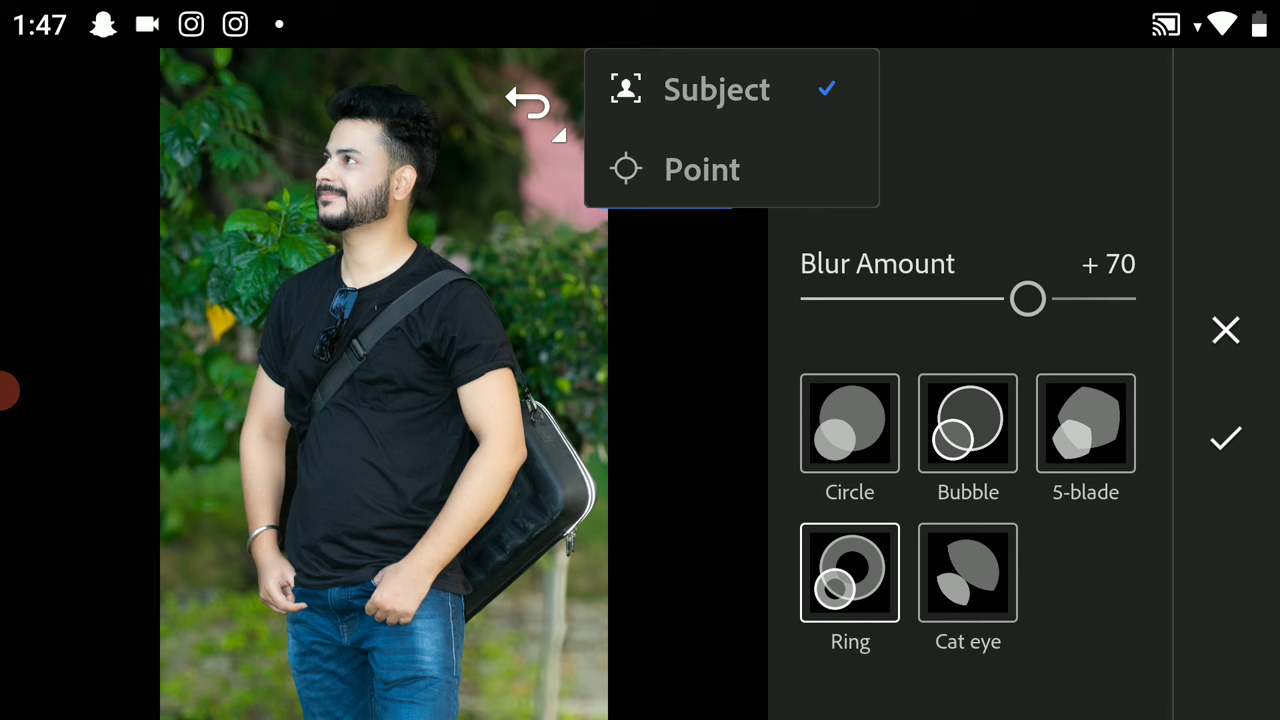 1:47
Subject
Point
Blur Amount + 70
Circle Bubble 5-blade
Ring Cat eye